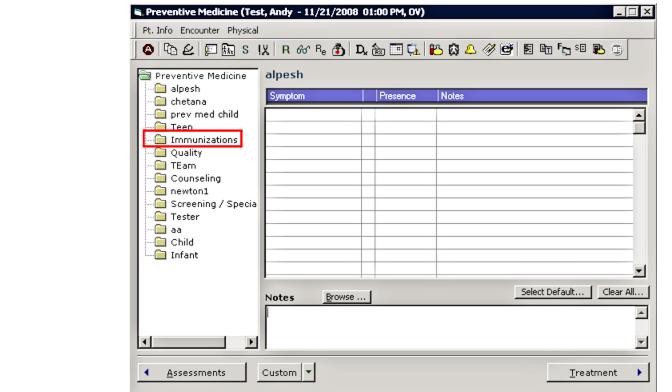 Preventive Medicine (Test, Andy - 11/21/2008 01:00 PM, OV)
Pt. Info Encounter Physical
S R Re Dx
Preventive Medicine
alpesh
chetana
prev med child
Teen
Immunizations
Quality
TEam
Counseling
newton1
Screening / Specia
Tester
aa
Child
Infant
alpesh
Symptom Presence Notes
Notes Browse ... Select Default... Clear All...
Assessments Custom Treatment